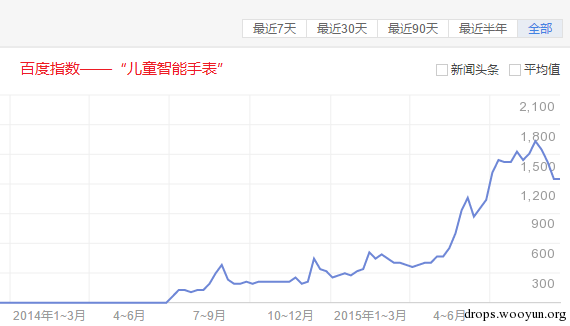 最近7天 最近30天 最近90天 最近半年 全部
百度指数——“儿童智能手表” 新闻头条 平均值
2,100
1,800
1,500
1,200
900
600
300
2014年1~3月 4~6月 7~9月 10~12月 2015年1~3月 4~6月
drops.wooyun.org